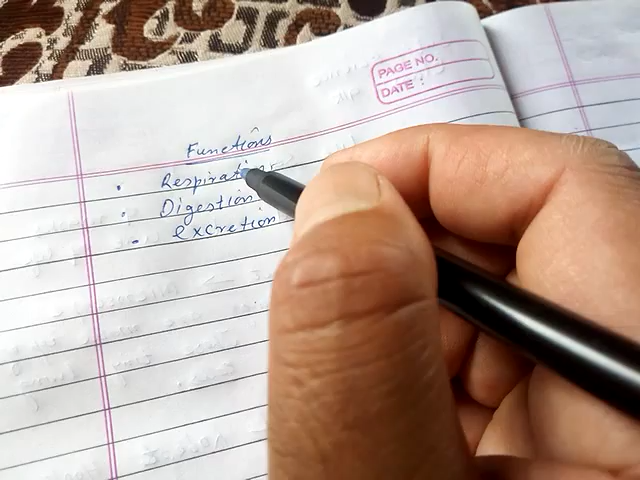 PAGE NO.
DATE :
Functions
• Respiration
• Digestion
• excretion